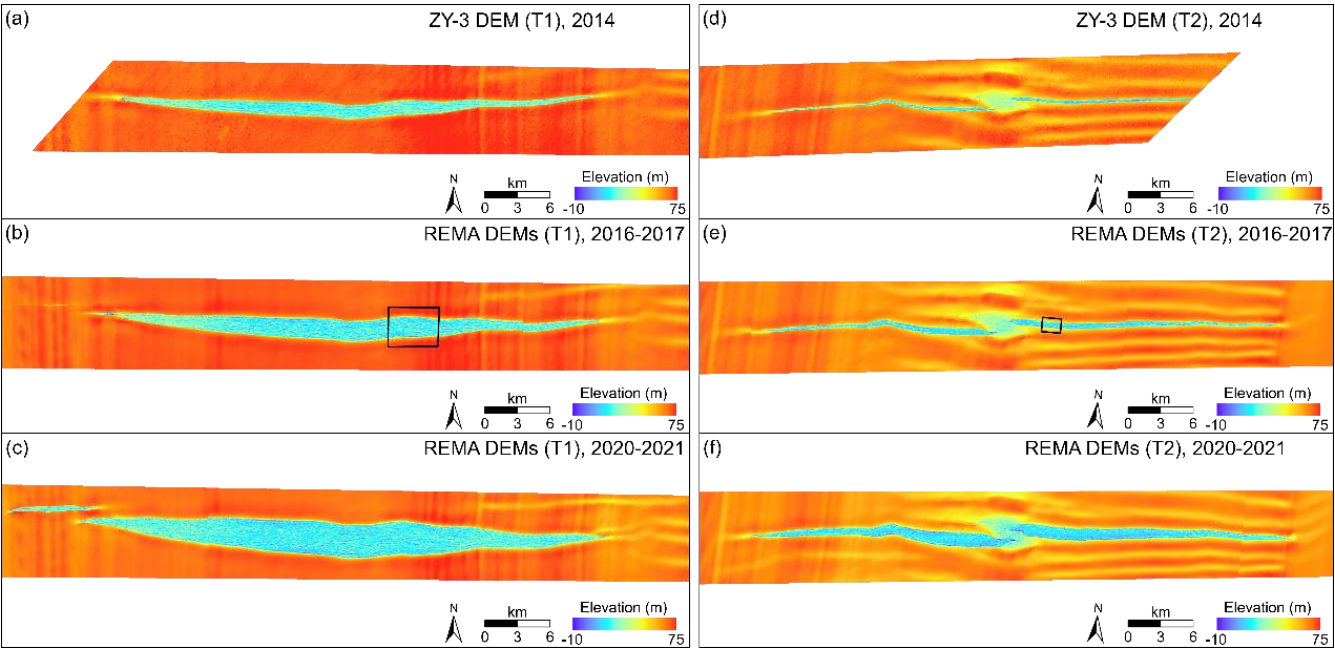 (a)
ZY-3 DEM (T1), 2014
N
km
0 3 6
Elevation (m)
-10 75
(d)
ZY-3 DEM (T2), 2014
N
km
0 3 6
Elevation (m)
-10 75
(b)
REMA DEMs (T1), 2016-2017
N
km
0 3 6
Elevation (m)
-10 75
(e)
REMA DEMs (T2), 2016-2017
N
km
0 3 6
Elevation (m)
-10 75
(c)
REMA DEMs (T1), 2020-2021
N
km
0 3 6
Elevation (m)
-10 75
(f)
REMA DEMs (T2), 2020-2021
N
km
0 3 6
Elevation (m)
-10 75